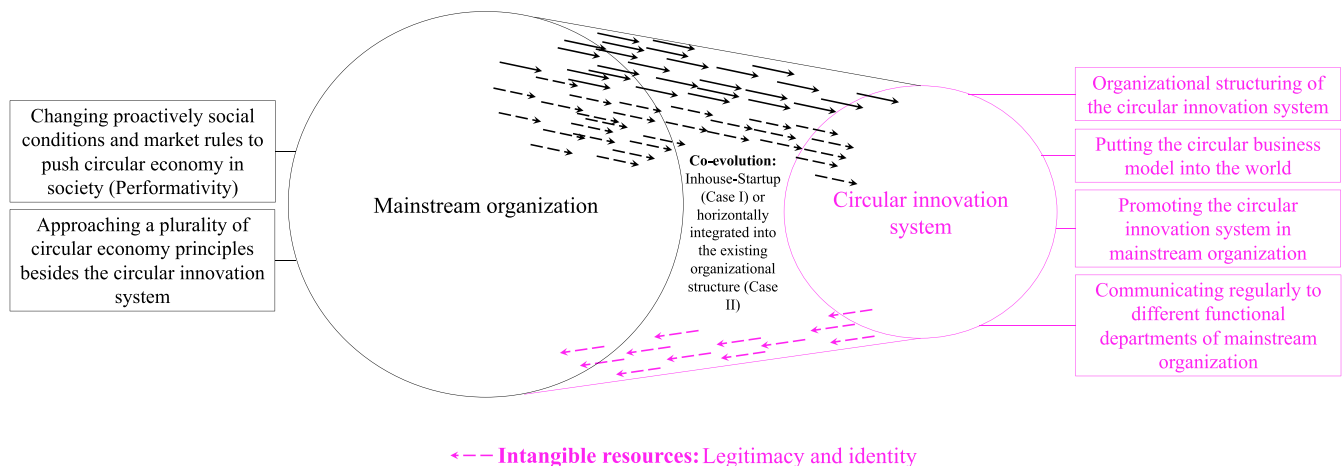 Changing proactively social
conditions and market rules to
push circular economy in
society (Performativity)
Approaching a plurality of
circular economy principles
besides the circular innovation
system
Mainstream organization
Co-evolution:
Inhouse-Startup
(Case I) or
horizontally
integrated into
the existing
organizational
structure (Case
II)
Circular innovation
system
Organizational structuring of
the circular innovation system
Putting the circular business
model into the world
Promoting the circular
innovation system in
mainstream organization
Communicating regularly to
different functional
departments of mainstream
organization
Intangible resources: Legitimacy and identity